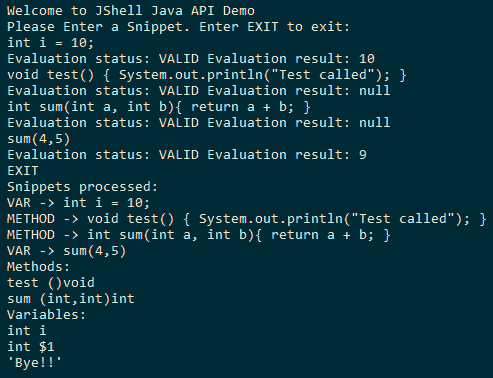 Welcome to JShell Java API Demo
Please Enter a Snippet. Enter EXIT to exit:
int i = 10;
Evaluation status: VALID Evaluation result: 10
void test() { System.out.println("Test called"); }
Evaluation status: VALID Evaluation result: null
int sum(int a, int b){ return a + b; }
Evaluation status: VALID Evaluation result: null
sum(4,5)
Evaluation status: VALID Evaluation result: 9
EXIT
Snippets processed:
VAR -> int i = 10;
METHOD -> void test() { System.out.println("Test called"); }
METHOD -> int sum(int a, int b){ return a + b; }
VAR -> sum(4,5)
Methods:
test ()void
sum (int,int)int
Variables:
int i
int $1
'Bye!!'